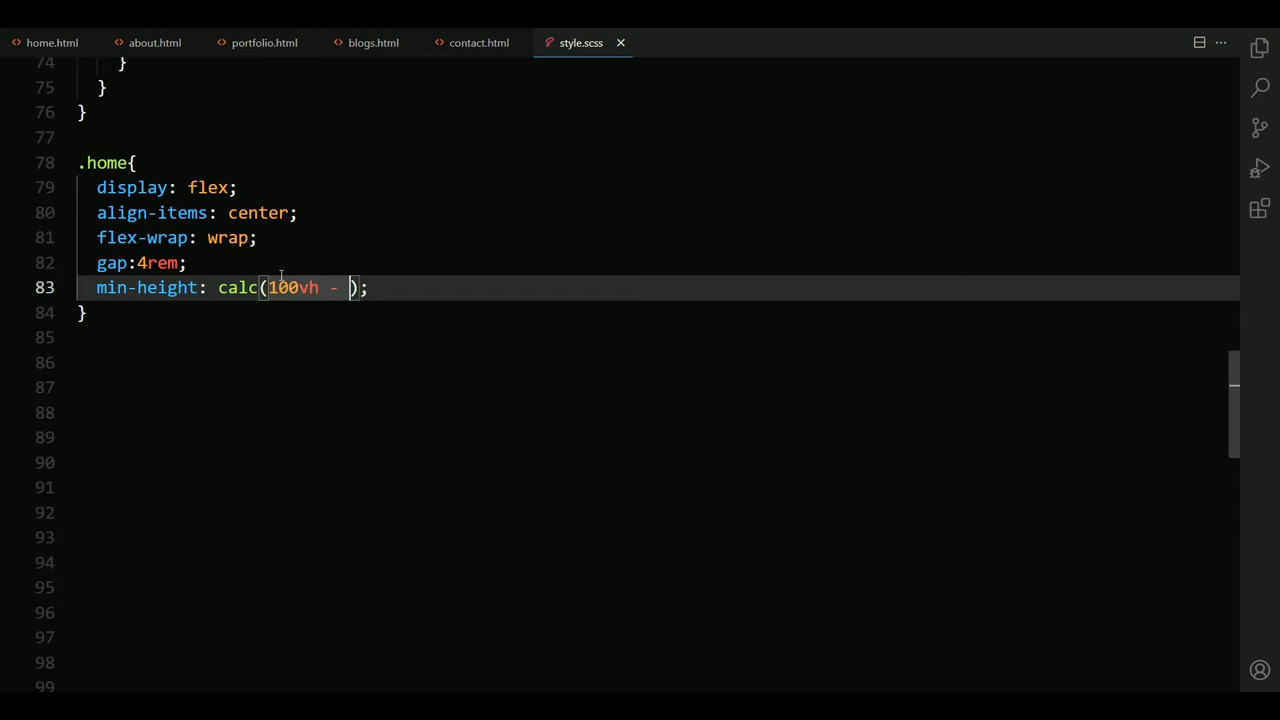 home.html about.html portfolio.html blogs.html contact.html style.scss
74 }
75 }
76 }
77
78 .home{
79 display: flex;
80 align-items: center;
81 flex-wrap: wrap;
82 gap:4rem;
83 min-height: calc(100vh - );
84 }
85
86
87
88
89
90
91
92
93
94
95
96
97
98
99